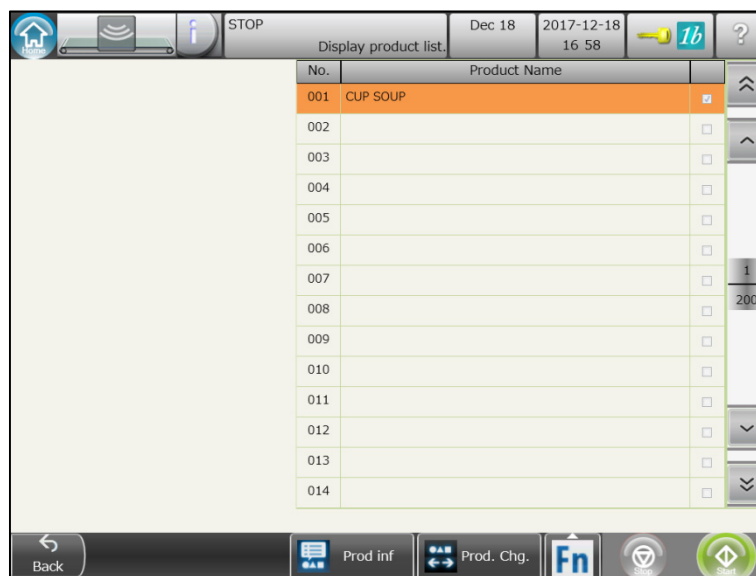 Home
i
STOP
Display product list.
Dec 18
2017-12-18
16 58
1b
?
No. Product Name
001 CUP SOUP
002
003
004
005
006
007
008
009
010
011
012
013
014
1
200
Back
Prod inf
Prod. Chg.
Fn
Stop
Start